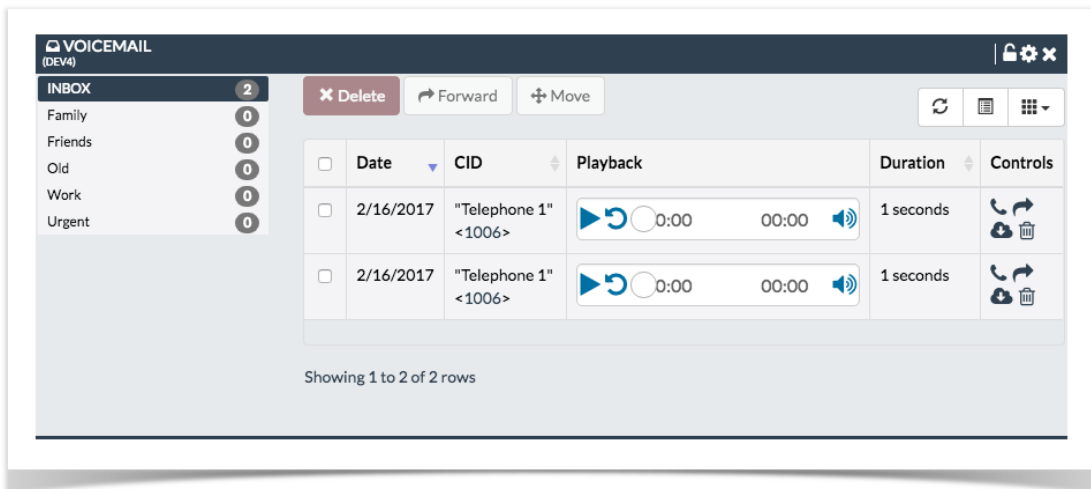 VOICEMAIL
(DEV4)
INBOX 2
Family 0
Friends 0
Old 0
Work 0
Urgent 0
Delete Forward Move
Date CID Playback Duration Controls
2/16/2017 "Telephone 1" <1006> 0:00 00:00 1 seconds
2/16/2017 "Telephone 1" <1006> 0:00 00:00 1 seconds
Showing 1 to 2 of 2 rows